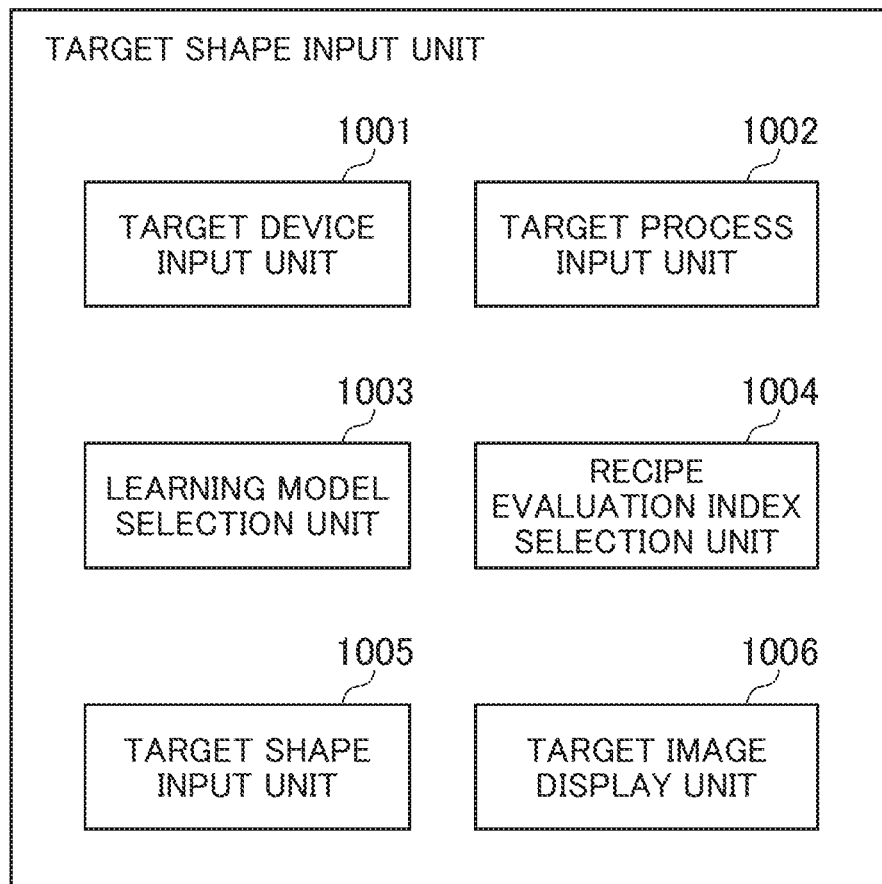 TARGET SHAPE INPUT UNIT
1001
TARGET DEVICE
INPUT UNIT
1002
TARGET PROCESS
INPUT UNIT
1003
LEARNING MODEL
SELECTION UNIT
1004
RECIPE
EVALUATION INDEX
SELECTION UNIT
1005
TARGET SHAPE
INPUT UNIT
1006
TARGET IMAGE
DISPLAY UNIT